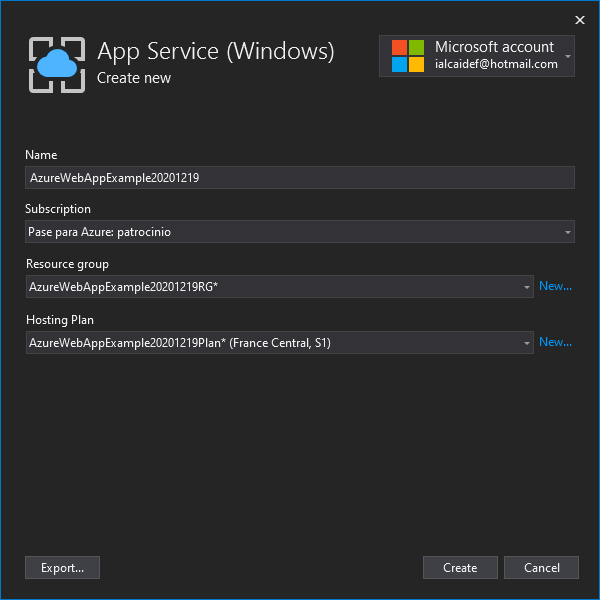 App Service (Windows)
Create new
Microsoft account
ialcaidef@hotmail.com
Name
AzureWebAppExample20201219
Subscription
Pase para Azure: patrocinio
Resource group
AzureWebAppExample20201219RG*
New...
Hosting Plan
AzureWebAppExample20201219Plan* (France Central, S1)
New...
Export...
Create
Cancel